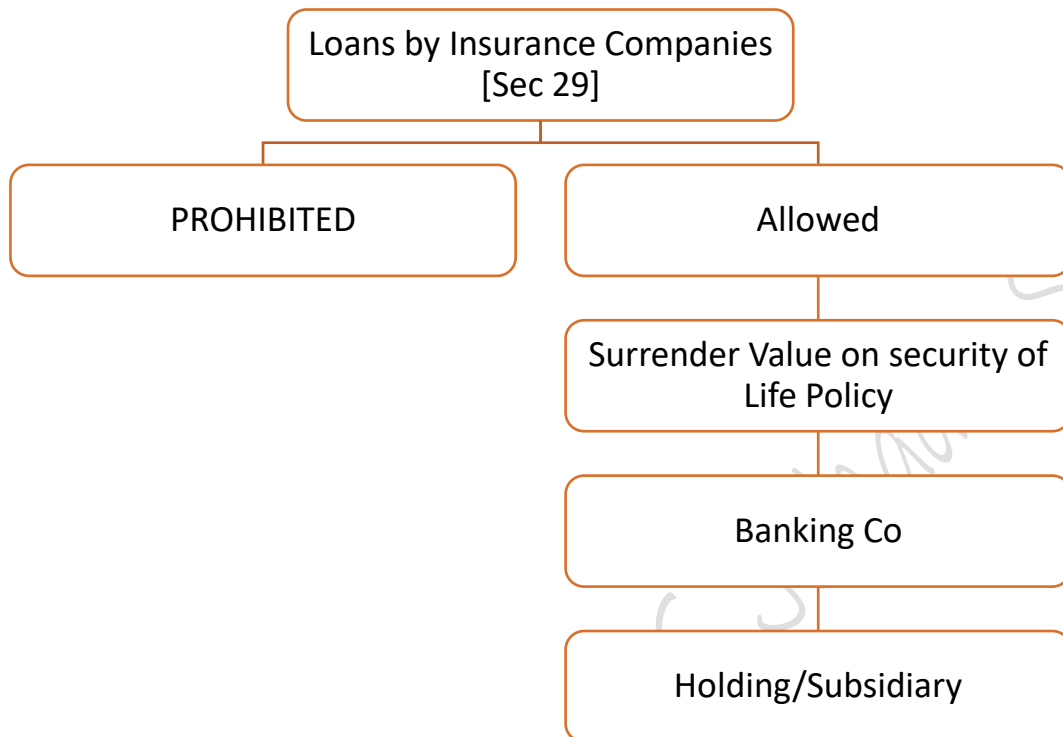 Loans by Insurance Companies
[Sec 29]
PROHIBITED
Allowed
Surrender Value on security of
Life Policy
Banking Co
Holding/Subsidiary